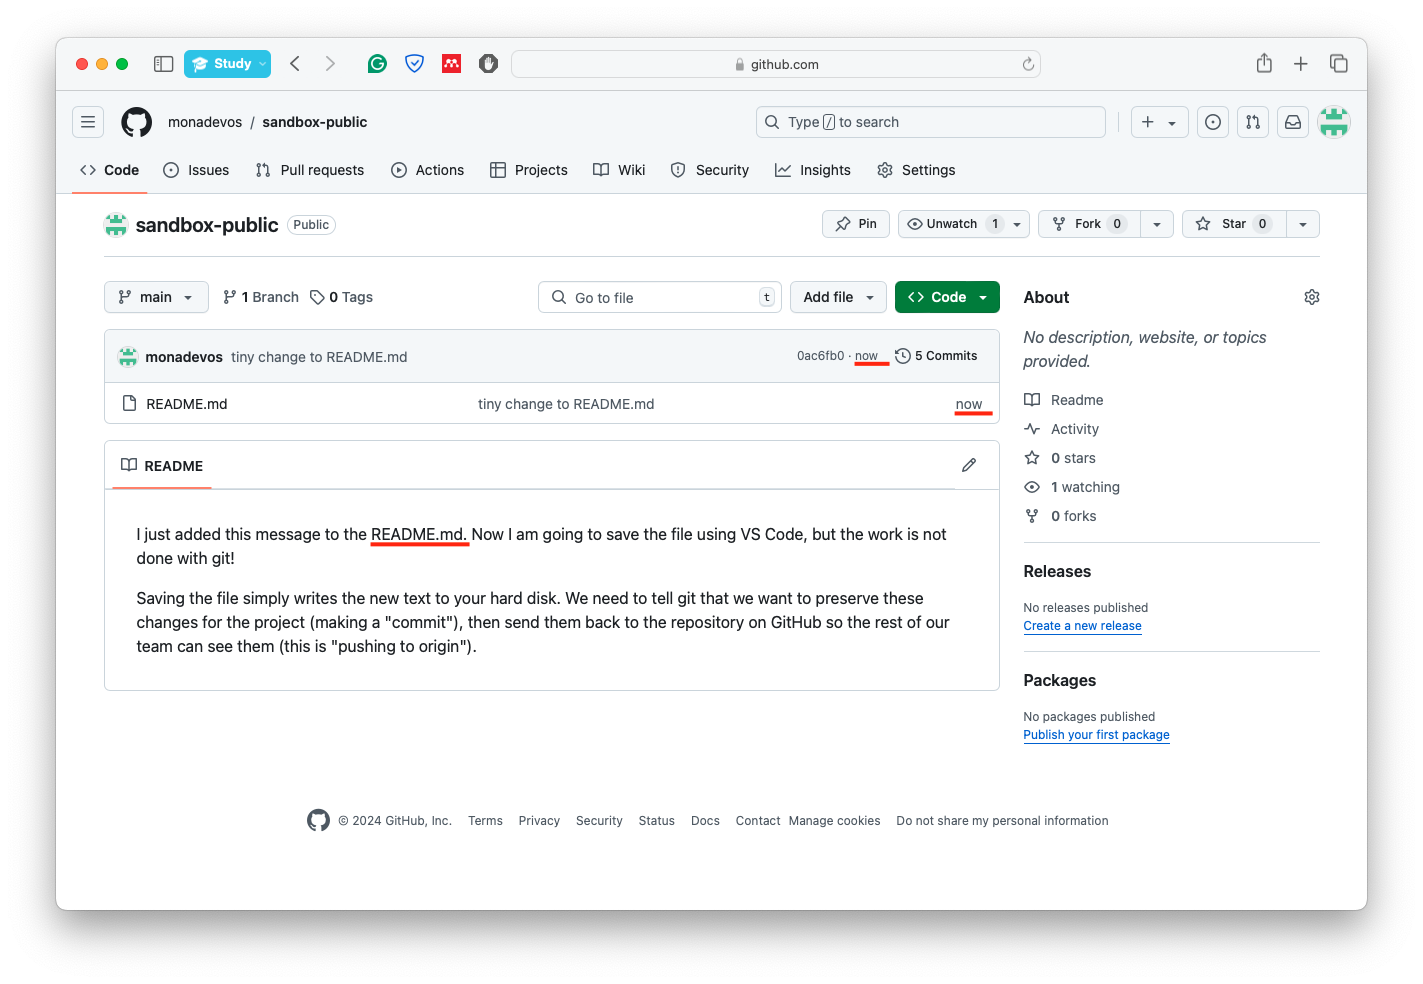 Study
github.com
monadevos / sandbox-public
Type / to search
Code Issues Pull requests Actions Projects Wiki Security Insights Settings
sandbox-public Public
Pin Unwatch 1 Fork 0 Star 0
main 1 Branch 0 Tags Go to file t Add file Code
monadevos tiny change to README.md 0ac6fb0 · now 5 Commits
README.md tiny change to README.md now
README
I just added this message to the README.md. Now I am going to save the file using VS Code, but the work is not
done with git!
Saving the file simply writes the new text to your hard disk. We need to tell git that we want to preserve these
changes for the project (making a "commit"), then send them back to the repository on GitHub so the rest of our
team can see them (this is "pushing to origin").
About
No description, website, or topics
provided.
Readme
Activity
0 stars
1 watching
0 forks
Releases
No releases published
Create a new release
Packages
No packages published
Publish your first package
© 2024 GitHub, Inc. Terms Privacy Security Status Docs Contact Manage cookies Do not share my personal information